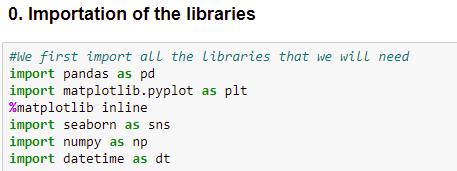 0. Importation of the libraries
#We first import all the libraries that we will need
import pandas as pd
import matplotlib.pyplot as plt
%matplotlib inline
import seaborn as sns
import numpy as np
import datetime as dt